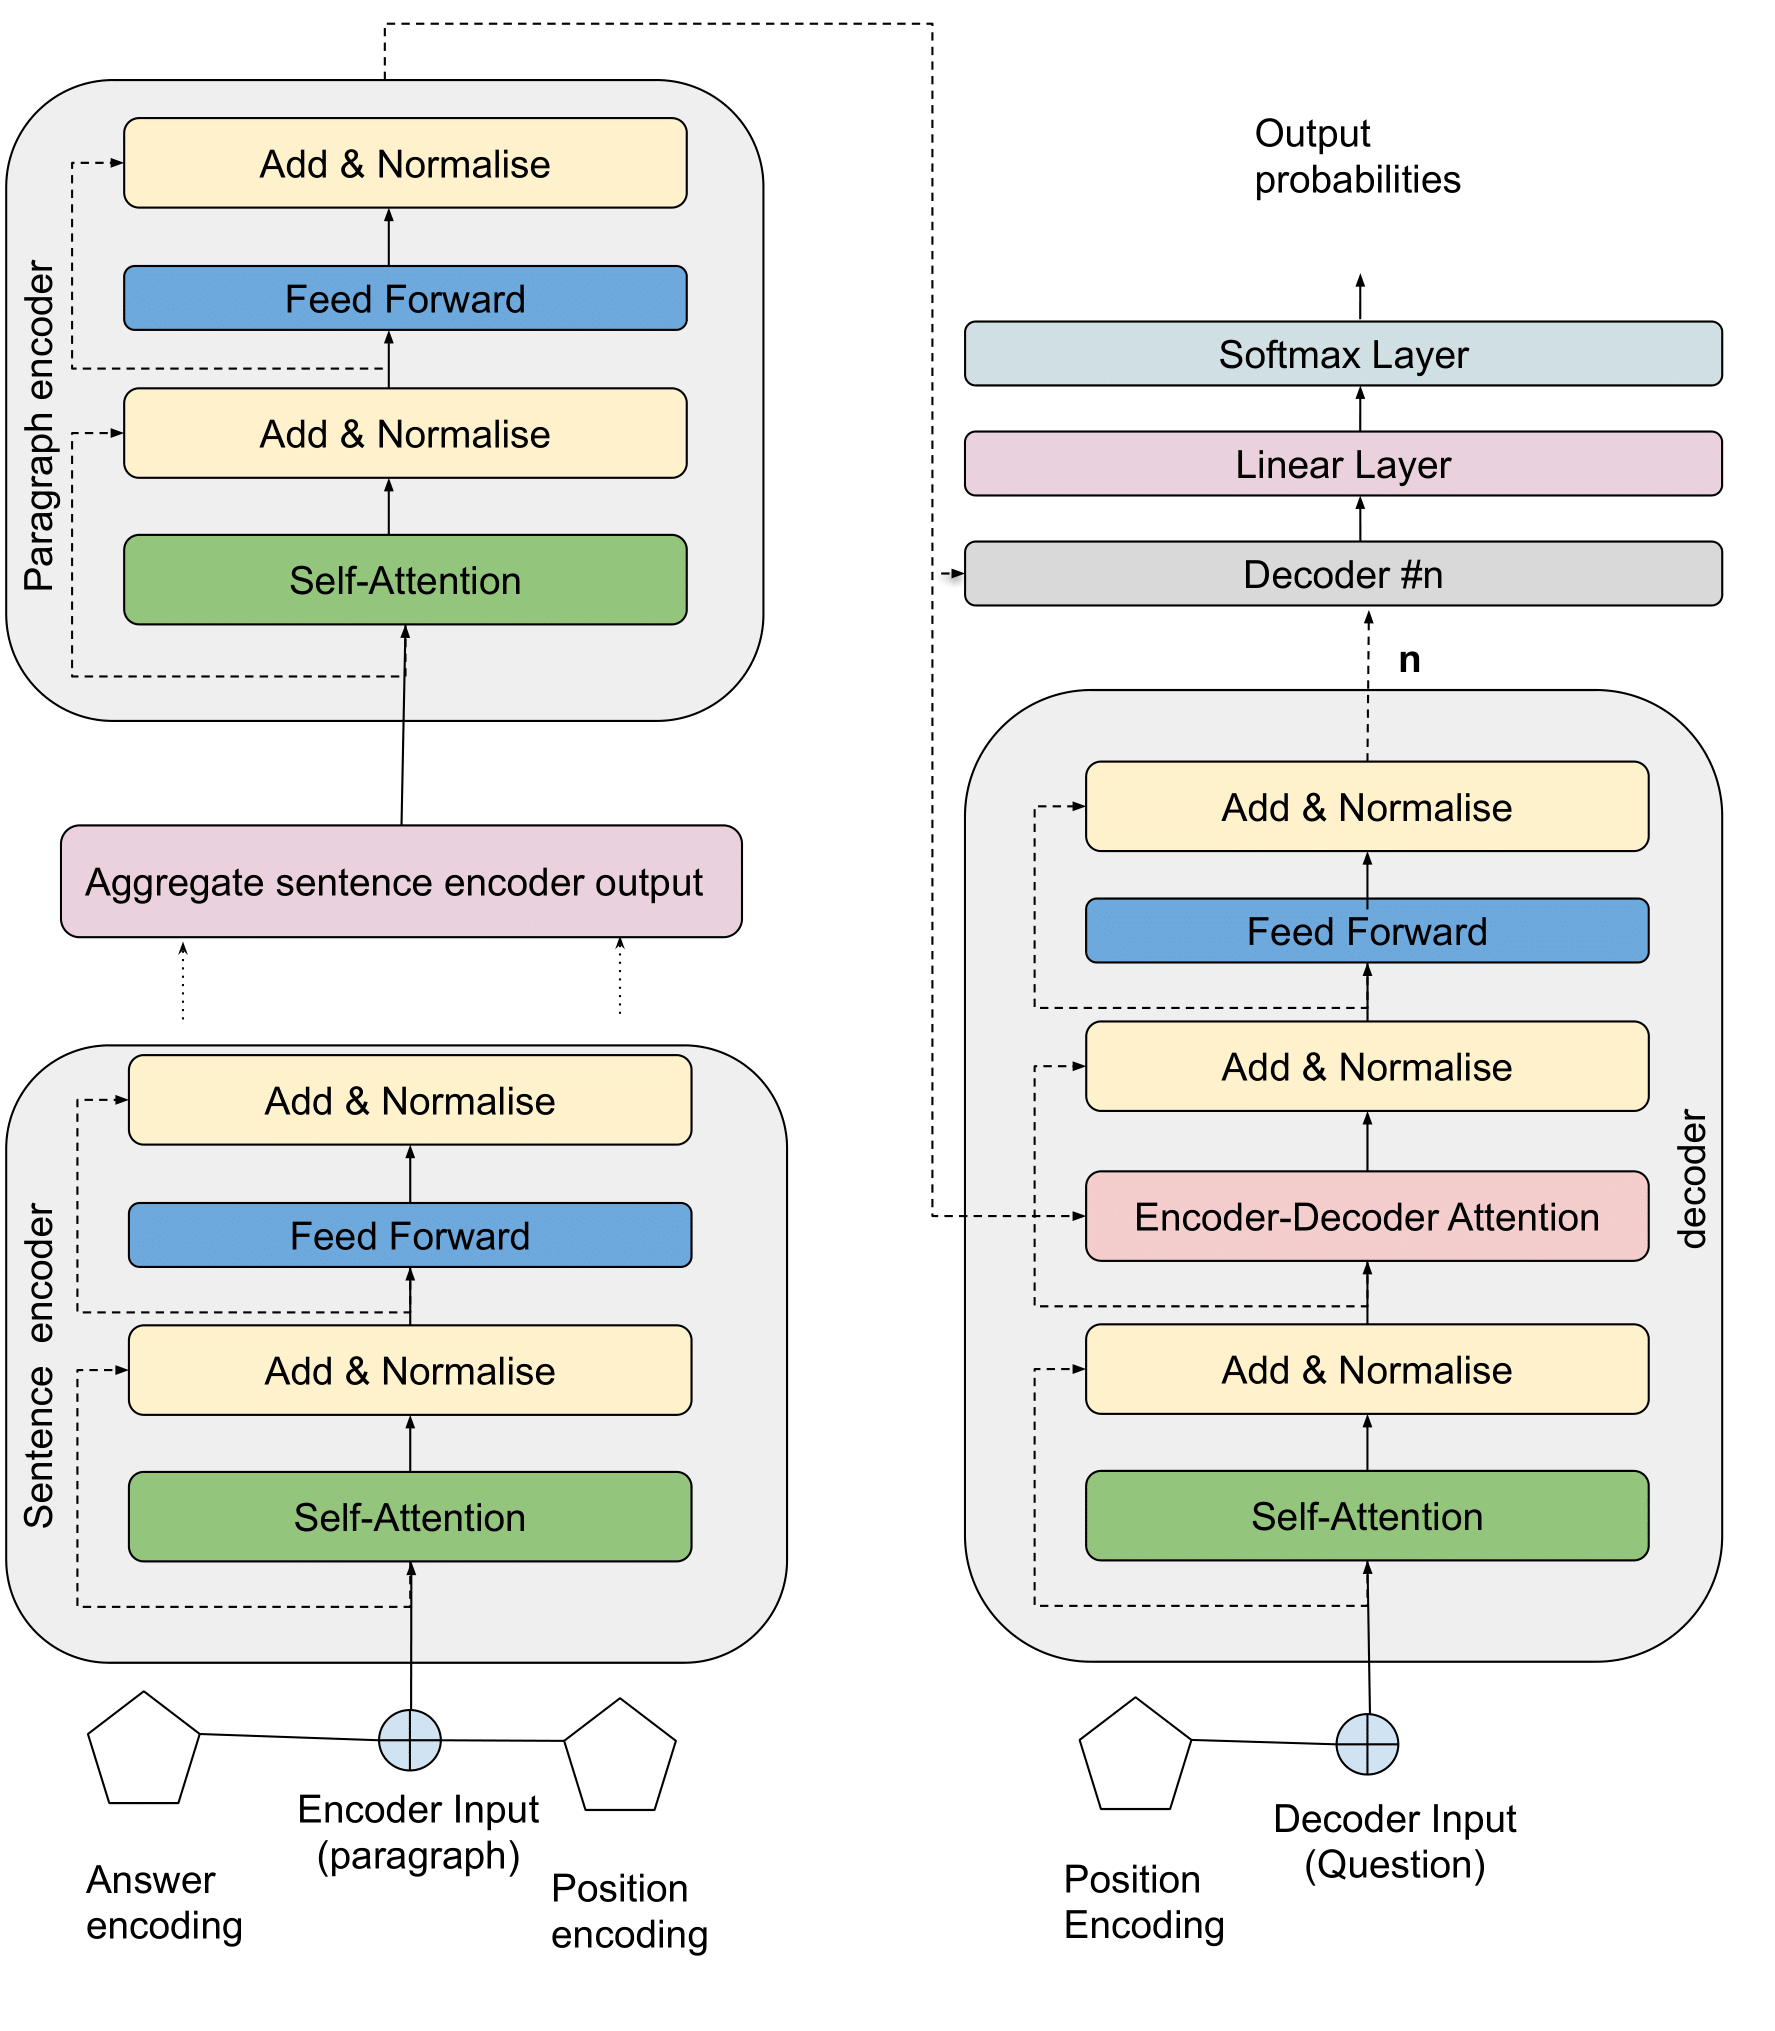 Add & Normalise
Feed Forward
Add & Normalise
Self-Attention
Paragraph encoder
Aggregate sentence encoder output
Add & Normalise
Feed Forward
Add & Normalise
Self-Attention
Sentence encoder
Encoder Input
(paragraph)
Answer
encoding
Position
encoding
Output
probabilities
Softmax Layer
Linear Layer
Decoder #n
n
Add & Normalise
Feed Forward
Add & Normalise
Encoder-Decoder Attention
Add & Normalise
Self-Attention
decoder
Decoder Input
(Question)
Position
Encoding